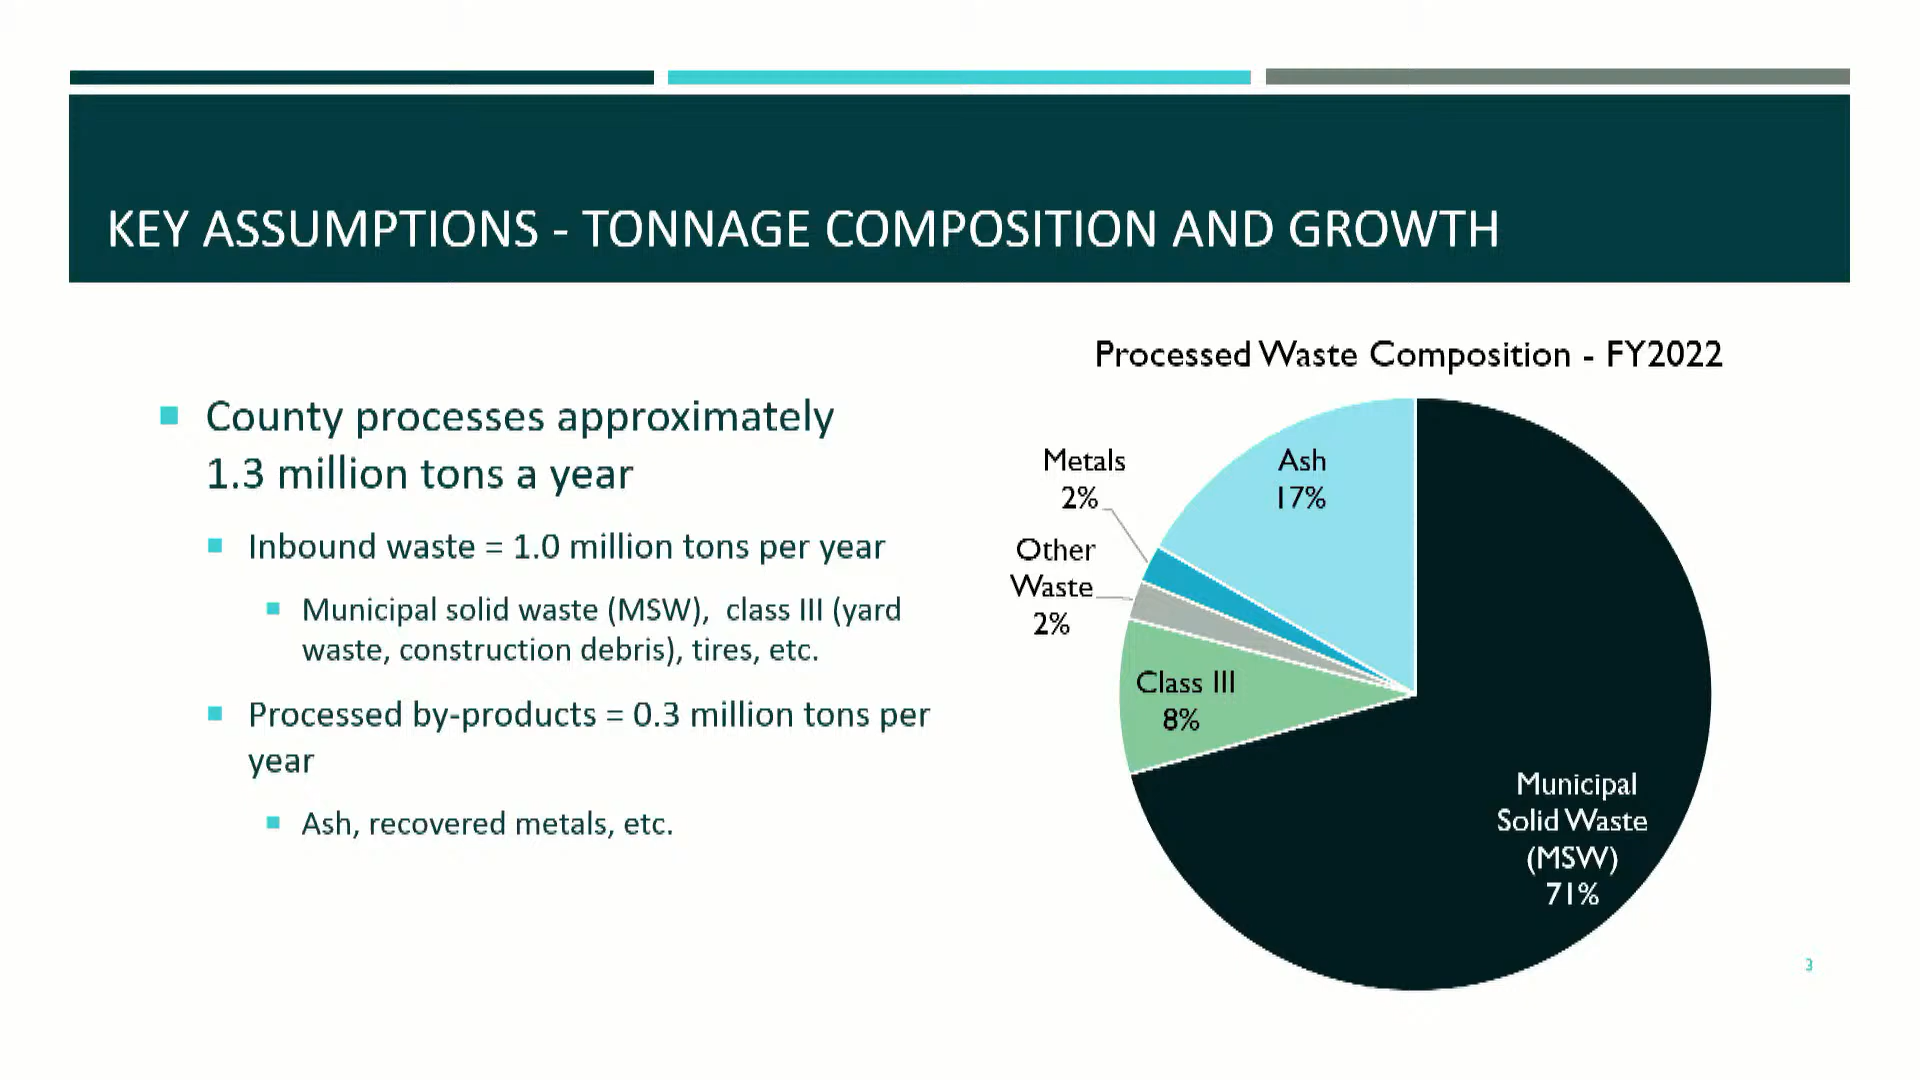 KEY ASSUMPTIONS - TONNAGE COMPOSITION AND GROWTH
County processes approximately
1.3 million tons a year
Inbound waste = 1.0 million tons per year
Municipal solid waste (MSW), class III (yard
waste, construction debris), tires, etc.
Processed by-products = 0.3 million tons per
year
Ash, recovered metals, etc.
Processed Waste Composition - FY2022
Metals
2%
Ash
17%
Other
Waste
2%
Class III
8%
Municipal
Solid Waste
(MSW)
71%
3